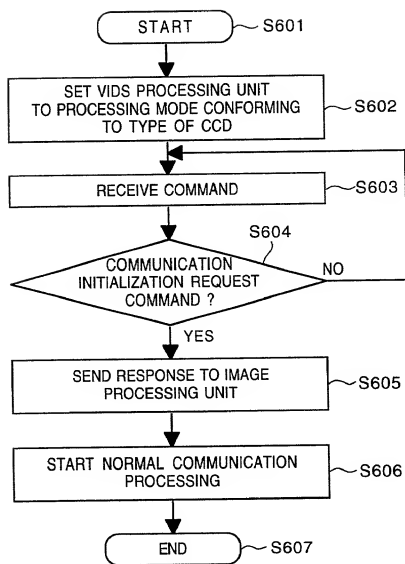 START
S601
SET VIDS PROCESSING UNIT
TO PROCESSING MODE CONFORMING
TO TYPE OF CCD
S602
RECEIVE COMMAND
S603
S604
COMMUNICATION
INITIALIZATION REQUEST
COMMAND ?
NO
YES
SEND RESPONSE TO IMAGE
PROCESSING UNIT
S605
START NORMAL COMMUNICATION
PROCESSING
S606
END
S607